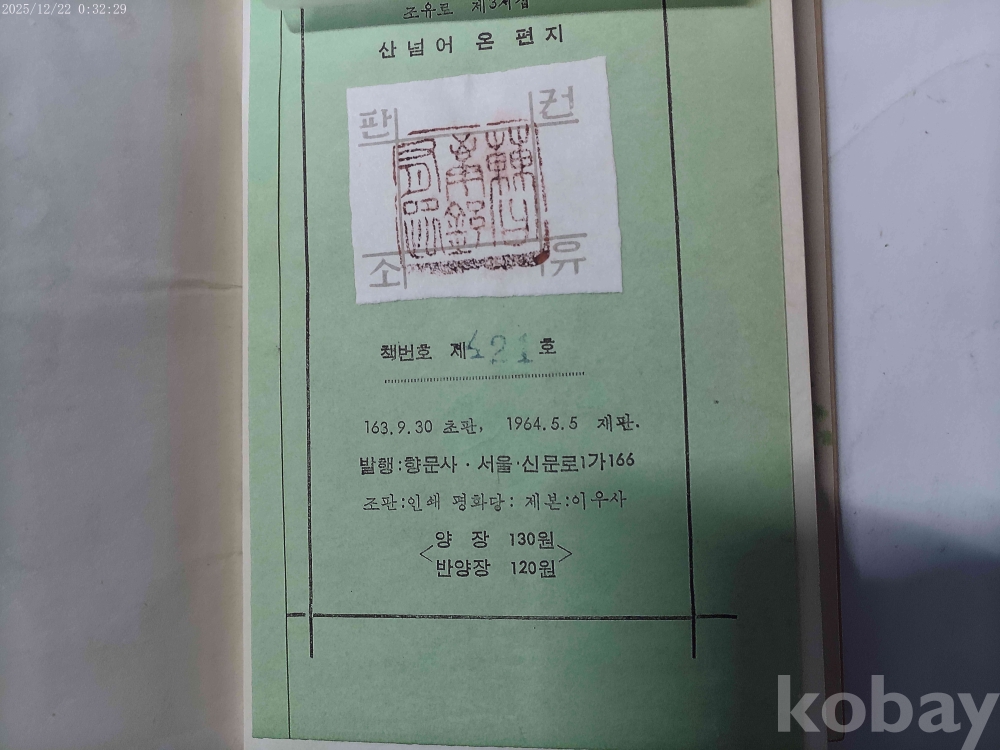 2025/12/22 0:32:29
조유로 제3시집
산넘어 온 편지
판 권
소 유
책번호 제 421 호
163.9.30 초판, 1964.5.5 재판.
발행:향문사·서울·신문로1가166
조판:인쇄 평화당: 제본:이우사
양 장 130원
반양장 120원
kobay